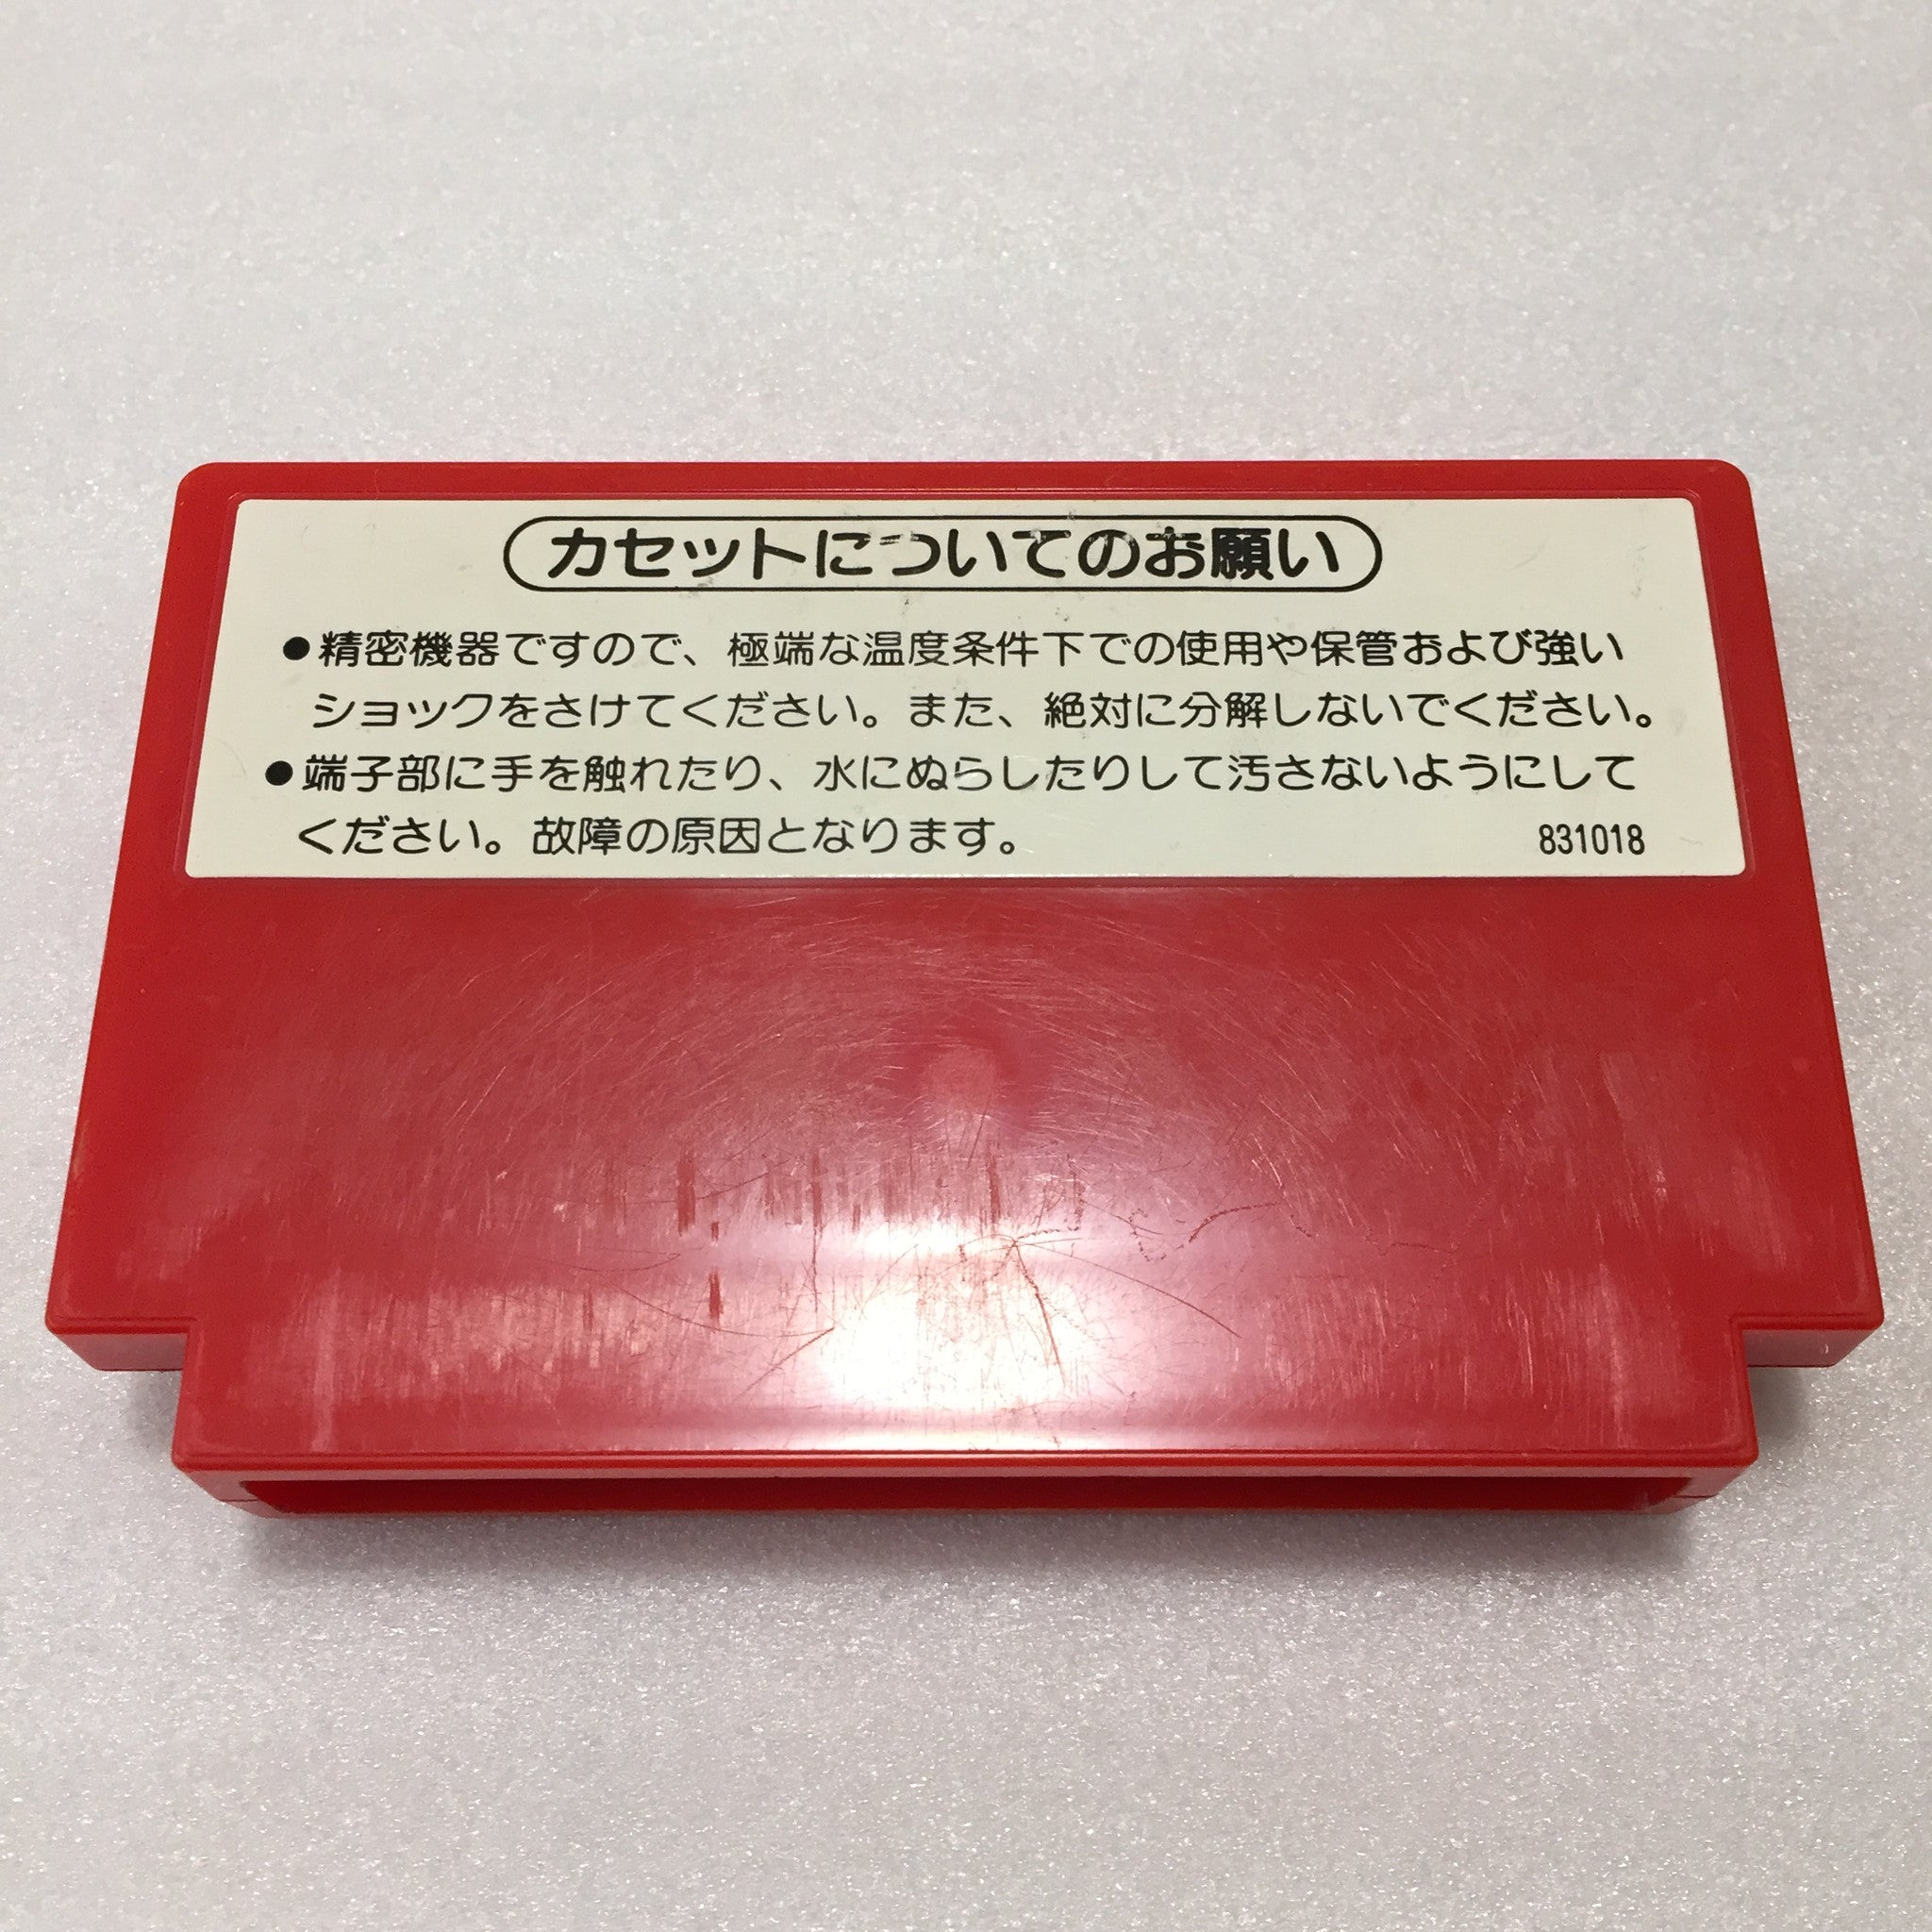 カセットについてのお願い
●精密機器ですので、極端な温度条件下での使用や保管および強い
ショックをさけてください。また、絶対に分解しないでください。
●端子部に手を触れたり、水にぬらしたりして汚さないようにして
ください。故障の原因となります。 831018